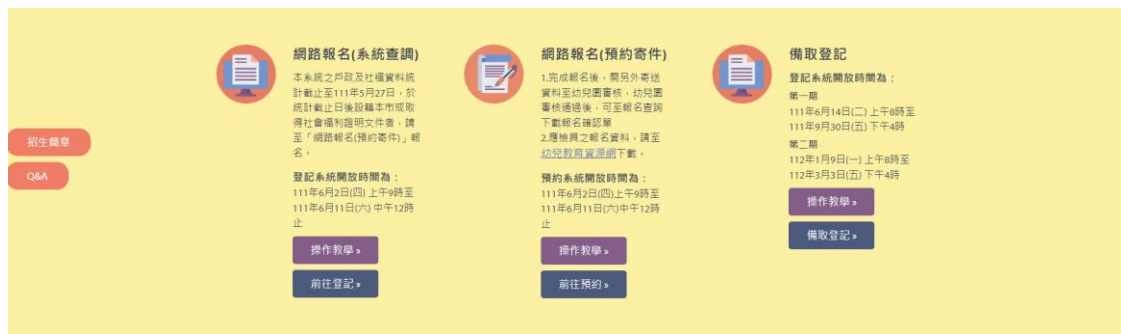 招生簡章
Q&A
網路報名(系統查調)
本系統之戶政及社福資料統
計截止至111年5月27日，於
統計截止日後設籍本市或取
得社會福利證明文件者，請
至「網路報名(預約寄件)」報
名。
登記系統開放時間為：
111年6月2日(四)上午9時至
111年6月11日(六)中午12時
止
操作教學 »
前往登記 »
網路報名(預約寄件)
1.完成報名後，需另外寄送
資料至幼兒園審核，幼兒園
審核通過後，可至報名查詢
下載報名確認單
2.應檢具之報名資料，請至
幼兒教育資源網下載。
預約系統開放時間為：
111年6月2日(四)上午9時至
111年6月11日(六)中午12時
止
操作教學 »
前往預約 »
備取登記
登記系統開放時間為：
第一期
111年6月14日(二)上午8時至
111年9月30日(五)下午4時
第二期
112年1月9日(一)上午8時至
112年3月3日(五)下午4時
操作教學 »
備取登記 »